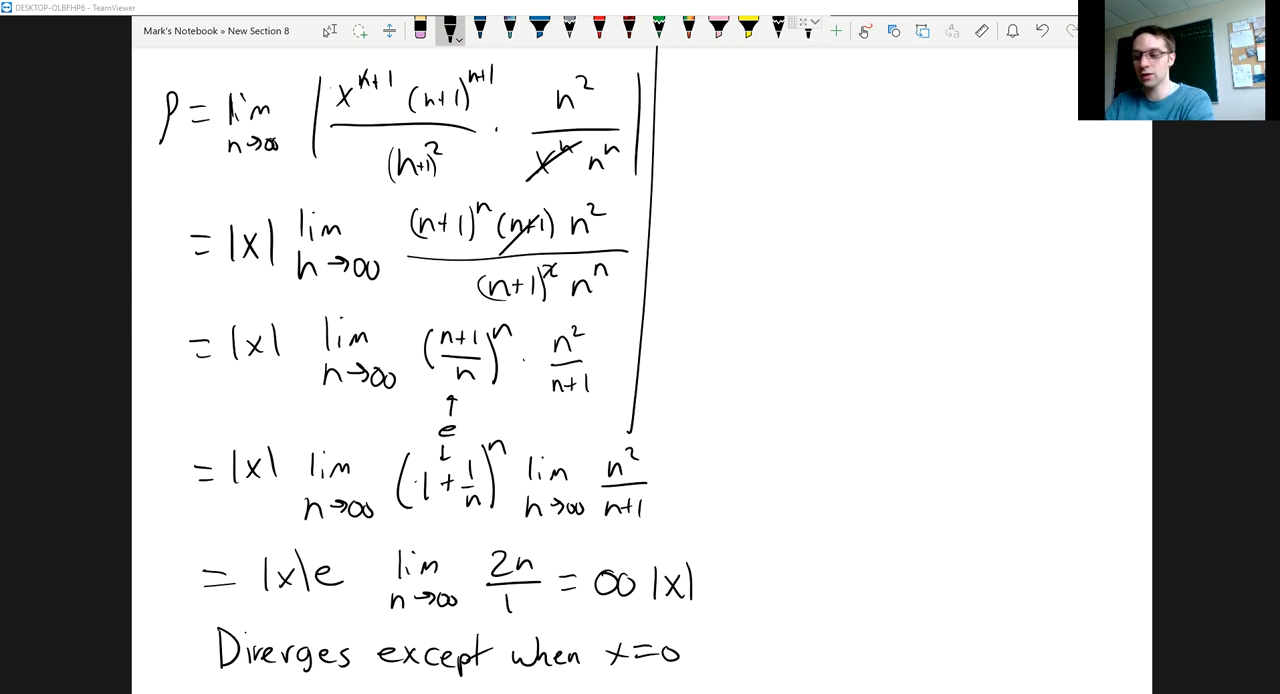 DESKTOP-OLBFHP6 - TeamViewer
Mark's Notebook » New Section 8
ρ = lim n→∞ | x^(n+1) (n+1)^(n+1) / (n+1)^2 · n^2 / x^n n^n |
= |x| lim n→∞ (n+1)^n (n+1) n^2 / (n+1)^2 n^n
= |x| lim n→∞ ((n+1)/n)^n · n^2/(n+1)
↑
e
↓
= |x| lim n→∞ (1 + 1/n)^n lim n→∞ n^2/(n+1)
= |x|e lim n→∞ 2n/1 = ∞ |x|
Diverges except when x=0